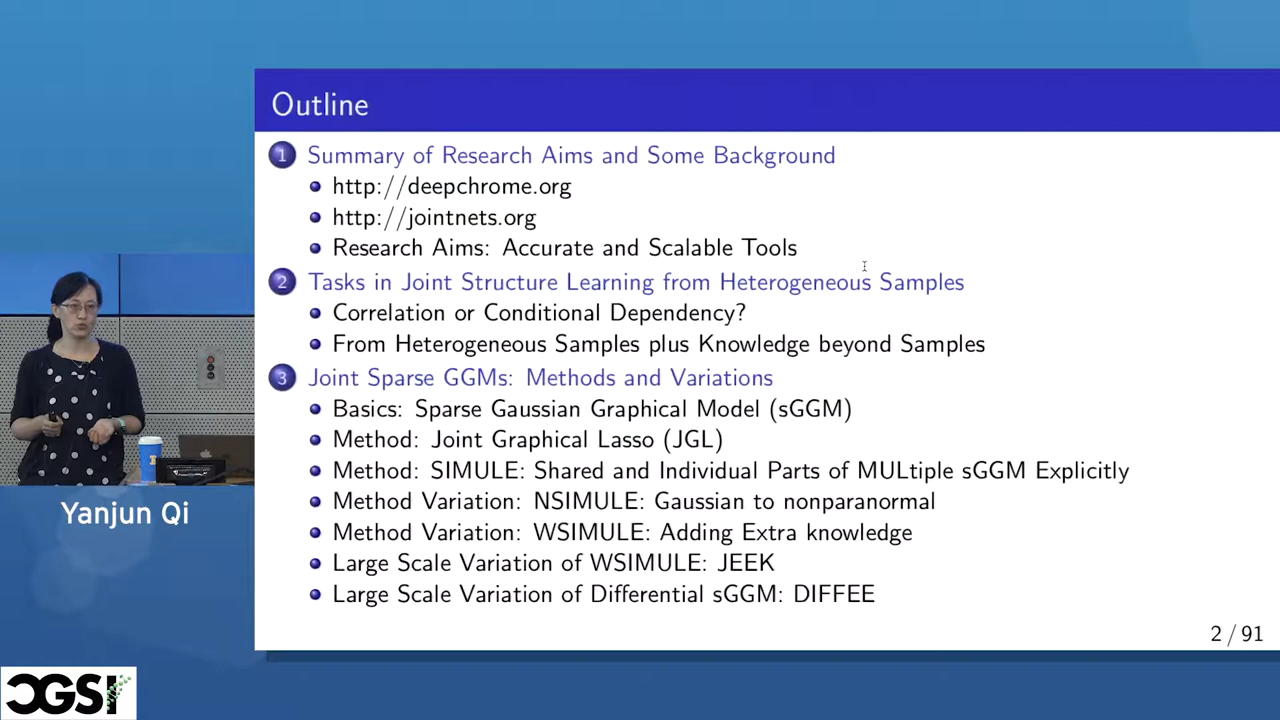 Outline
1 Summary of Research Aims and Some Background
http://deepchrome.org
http://jointnets.org
Research Aims: Accurate and Scalable Tools
2 Tasks in Joint Structure Learning from Heterogeneous Samples
Correlation or Conditional Dependency?
From Heterogeneous Samples plus Knowledge beyond Samples
3 Joint Sparse GGMs: Methods and Variations
Basics: Sparse Gaussian Graphical Model (sGGM)
Method: Joint Graphical Lasso (JGL)
Method: SIMULE: Shared and Individual Parts of MULtiple sGGM Explicitly
Method Variation: NSIMULE: Gaussian to nonparanormal
Method Variation: WSIMULE: Adding Extra knowledge
Large Scale Variation of WSIMULE: JEEK
Large Scale Variation of Differential sGGM: DIFFEE
2 / 91
Yanjun Qi
CGSI